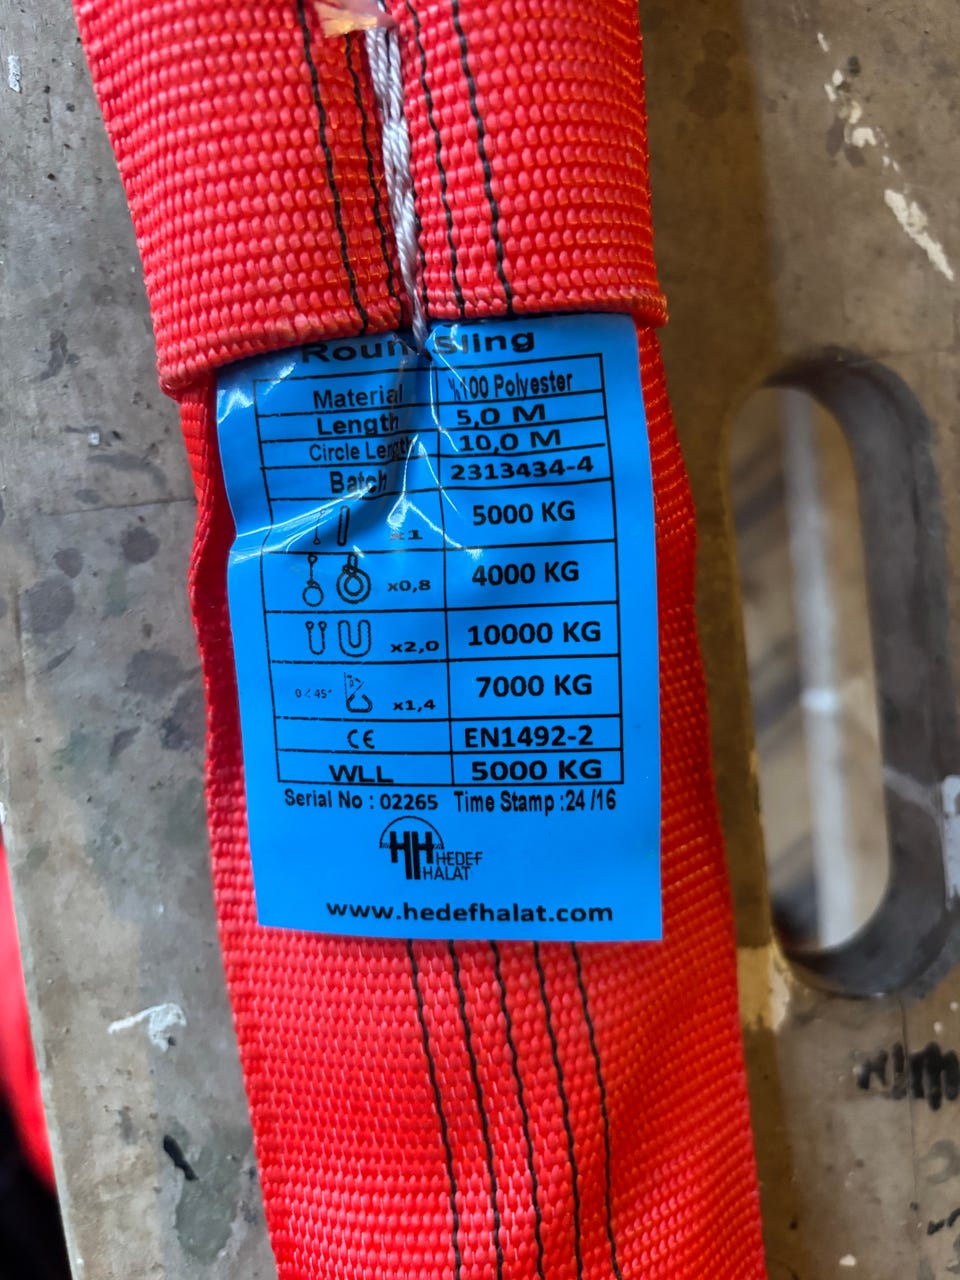 Round Sling
Material %100 Polyester
Length 5,0 M
Circle Length 10,0 M
Batch 2313434-4
x1 5000 KG
x0,8 4000 KG
x2,0 10000 KG
0 < 45° x1,4 7000 KG
CE EN1492-2
WLL 5000 KG
Serial No : 02265 Time Stamp :24 /16
HH HEDEF
HALAT
www.hedefhalat.com